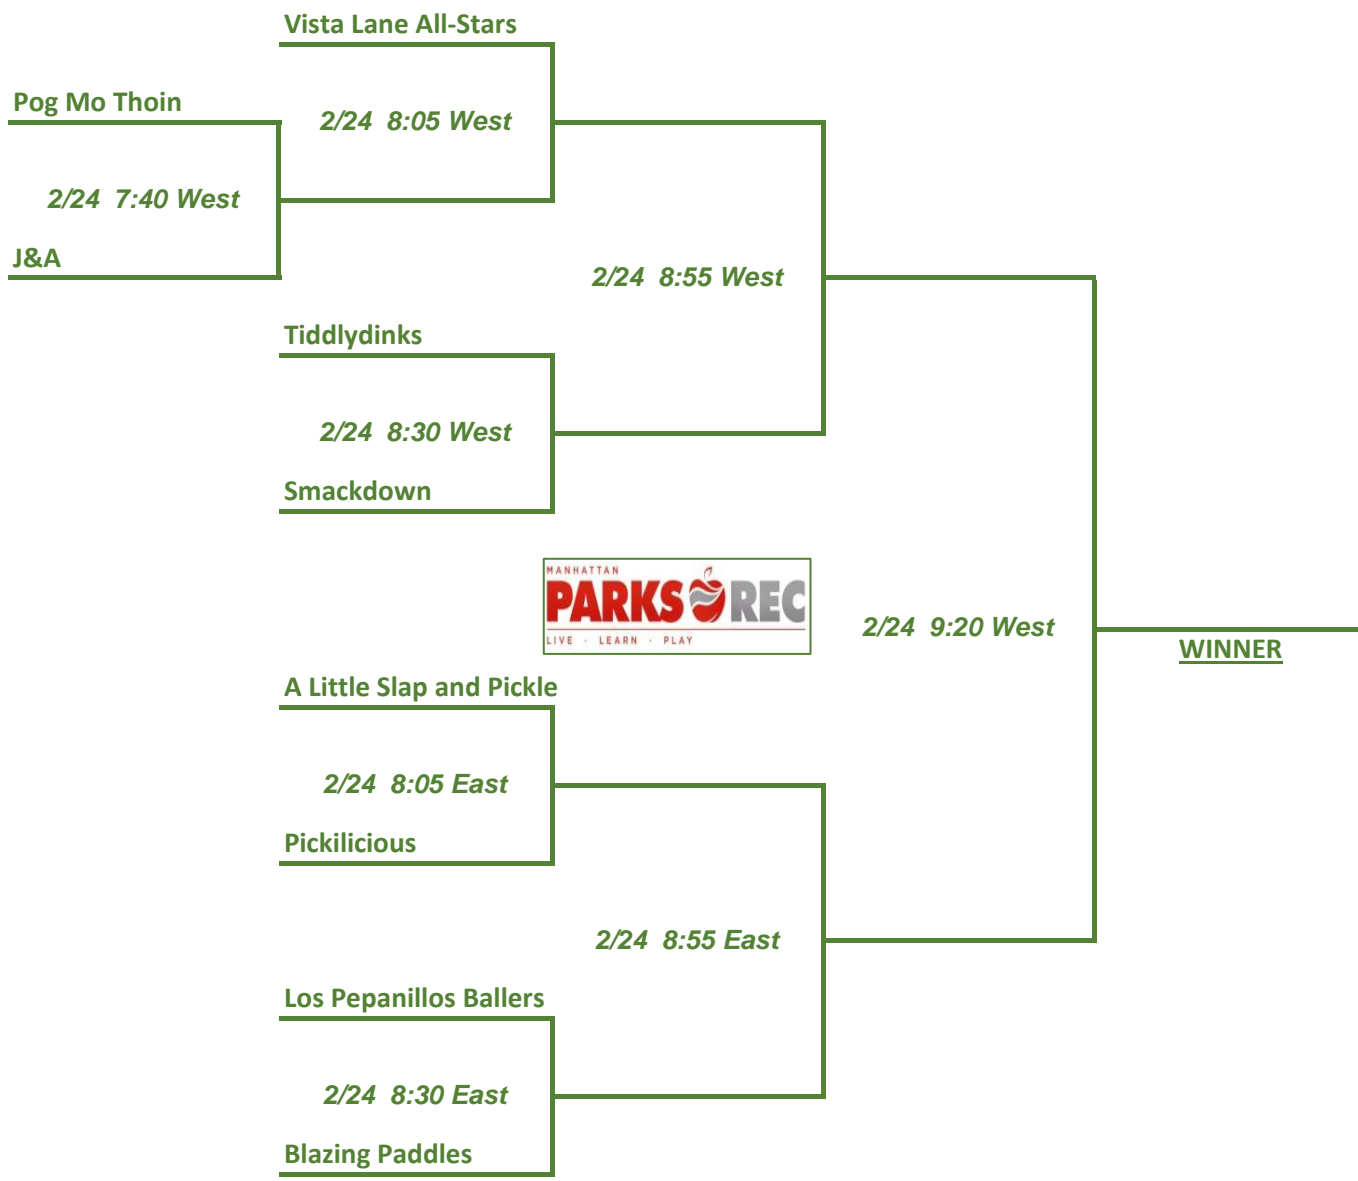 Vista Lane All-Stars
Pog Mo Thoin
2/24 8:05 West
2/24 7:40 West
J&A
2/24 8:55 West
Tiddlydinks
2/24 8:30 West
Smackdown
MANHATTAN
PARKS REC
LIVE · LEARN · PLAY
2/24 9:20 West
WINNER
A Little Slap and Pickle
2/24 8:05 East
Pickilicious
2/24 8:55 East
Los Pepanillos Ballers
2/24 8:30 East
Blazing Paddles